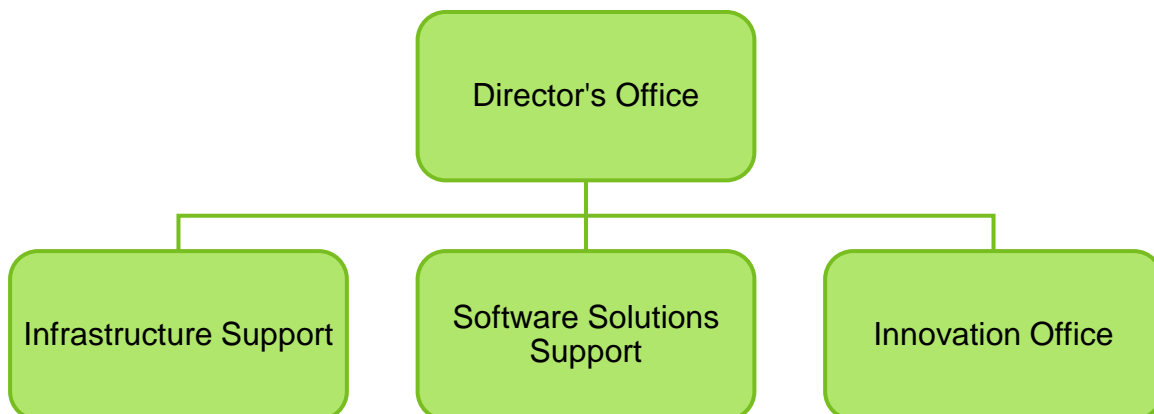 Director's Office
Infrastructure Support
Software Solutions
Support
Innovation Office